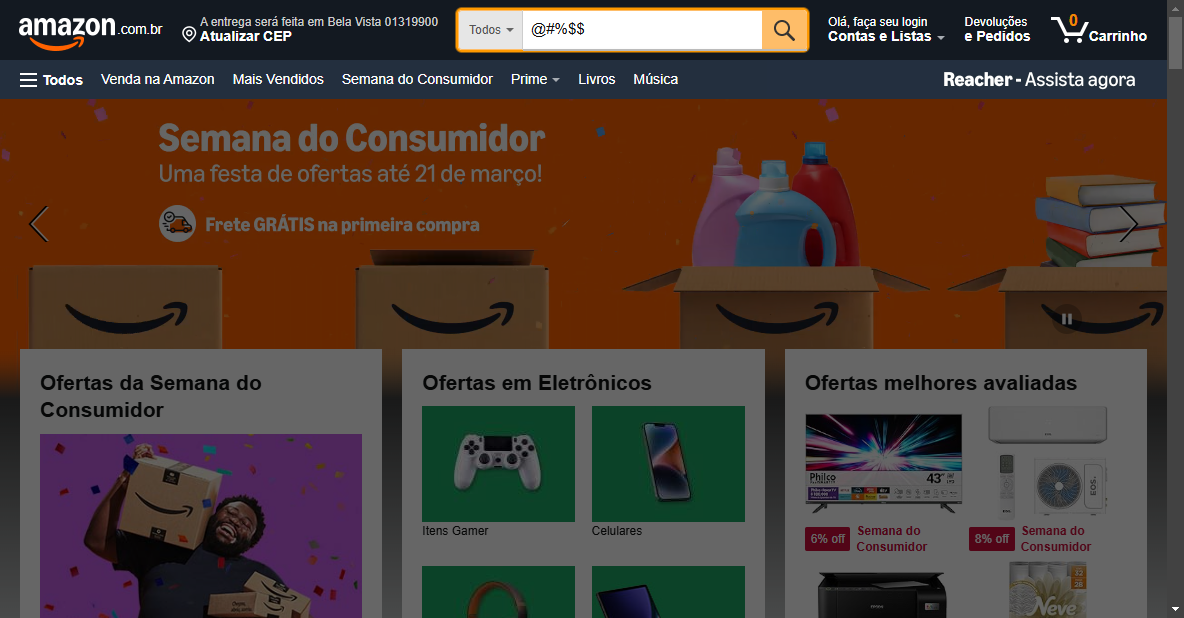 amazon.com.br
A entrega será feita em Bela Vista 01319900
Atualizar CEP
Todos
@#%$$
Olá, faça seu login
Contas e Listas
Devoluções
e Pedidos
0
Carrinho
Todos
Venda na Amazon
Mais Vendidos
Semana do Consumidor
Prime
Livros
Música
Reacher - Assista agora
Semana do Consumidor
Uma festa de ofertas até 21 de março!
Frete GRÁTIS na primeira compra
Ofertas da Semana do
Consumidor
Ofertas em Eletrônicos
Itens Gamer
Celulares
Ofertas melhores avaliadas
Philco
43"
EOS
6% off
Semana do
Consumidor
8% off
Semana do
Consumidor
Neve